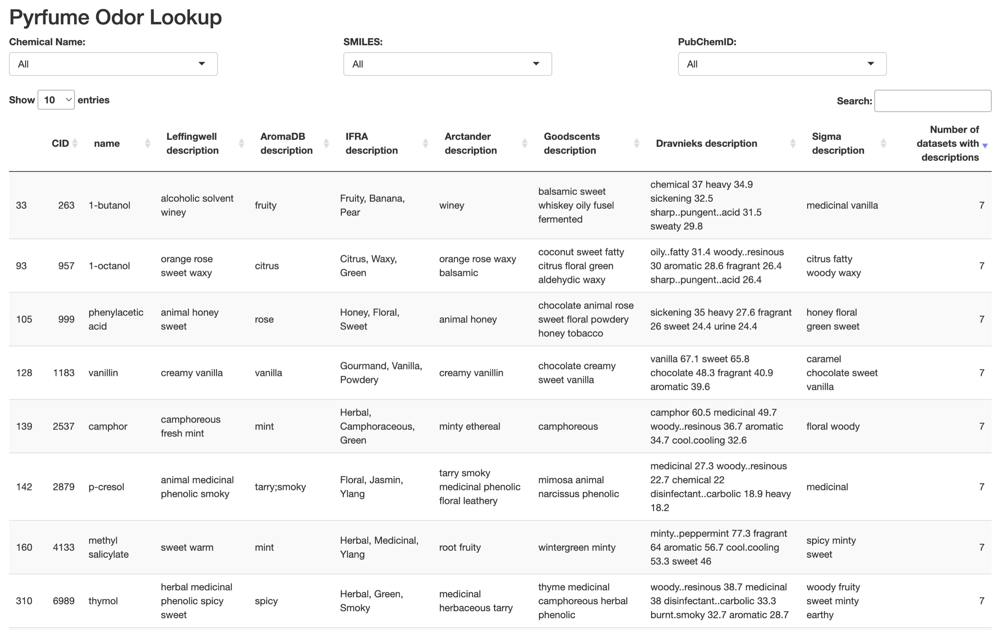 Pyrfume Odor Lookup
Chemical Name:
SMILES:
PubChemID:
All
All
All
Show 10 entries
Search:
CID
name
Leffingwell
description
AromaDB
description
IFRA
description
Arctander
description
Goodscents
description
Dravnieks description
Sigma
description
Number of
datasets with
descriptions
33
263
1-butanol
alcoholic solvent
winey
fruity
Fruity, Banana,
Pear
winey
balsamic sweet
whiskey oily fusel
fermented
chemical 37 heavy 34.9
sickening 32.5
sharp..pungent..acid 31.5
sweaty 29.8
medicinal vanilla
7
93
957
1-octanol
orange rose
sweet waxy
citrus
Citrus, Waxy,
Green
orange rose waxy
balsamic
coconut sweet fatty
citrus floral green
aldehydic waxy
oily..fatty 31.4 woody..resinous
30 aromatic 28.6 fragrant 26.4
sharp..pungent..acid 26.4
citrus fatty
woody waxy
7
105
999
phenylacetic
acid
animal honey
sweet
rose
Honey, Floral,
Sweet
animal honey
chocolate animal rose
sweet floral powdery
honey tobacco
sickening 35 heavy 27.6 fragrant
26 sweet 24.4 urine 24.4
honey floral
green sweet
7
128
1183
vanillin
creamy vanilla
vanilla
Gourmand, Vanilla,
Powdery
creamy vanillin
chocolate creamy
sweet vanilla
vanilla 67.1 sweet 65.8
chocolate 48.3 fragrant 40.9
aromatic 39.6
caramel
chocolate sweet
vanilla
7
139
2537
camphor
camphoreous
fresh mint
mint
Herbal,
Camphoraceous,
Green
minty ethereal
camphoreous
camphor 60.5 medicinal 49.7
woody..resinous 36.7 aromatic
34.7 cool.cooling 32.6
floral woody
7
142
2879
p-cresol
animal medicinal
phenolic smoky
tarry;smoky
Floral, Jasmin,
Ylang
tarry smoky
medicinal phenolic
floral leathery
mimosa animal
narcissus phenolic
medicinal 27.3 woody..resinous
22.7 chemical 22
disinfectant..carbolic 18.9 heavy
18.2
medicinal
7
160
4133
methyl
salicylate
sweet warm
mint
Herbal, Medicinal,
Ylang
root fruity
wintergreen minty
minty..peppermint 77.3 fragrant
64 aromatic 56.7 cool.cooling
53.3 sweet 46
spicy minty
sweet
7
310
6989
thymol
herbal medicinal
phenolic spicy
sweet
spicy
Herbal, Green,
Smoky
medicinal
herbaceous tarry
thyme medicinal
camphoreous herbal
phenolic
woody..resinous 38.7 medicinal
38 disinfectant..carbolic 33.3
burnt.smoky 32.7 aromatic 28.7
woody fruity
sweet minty
earthy
7